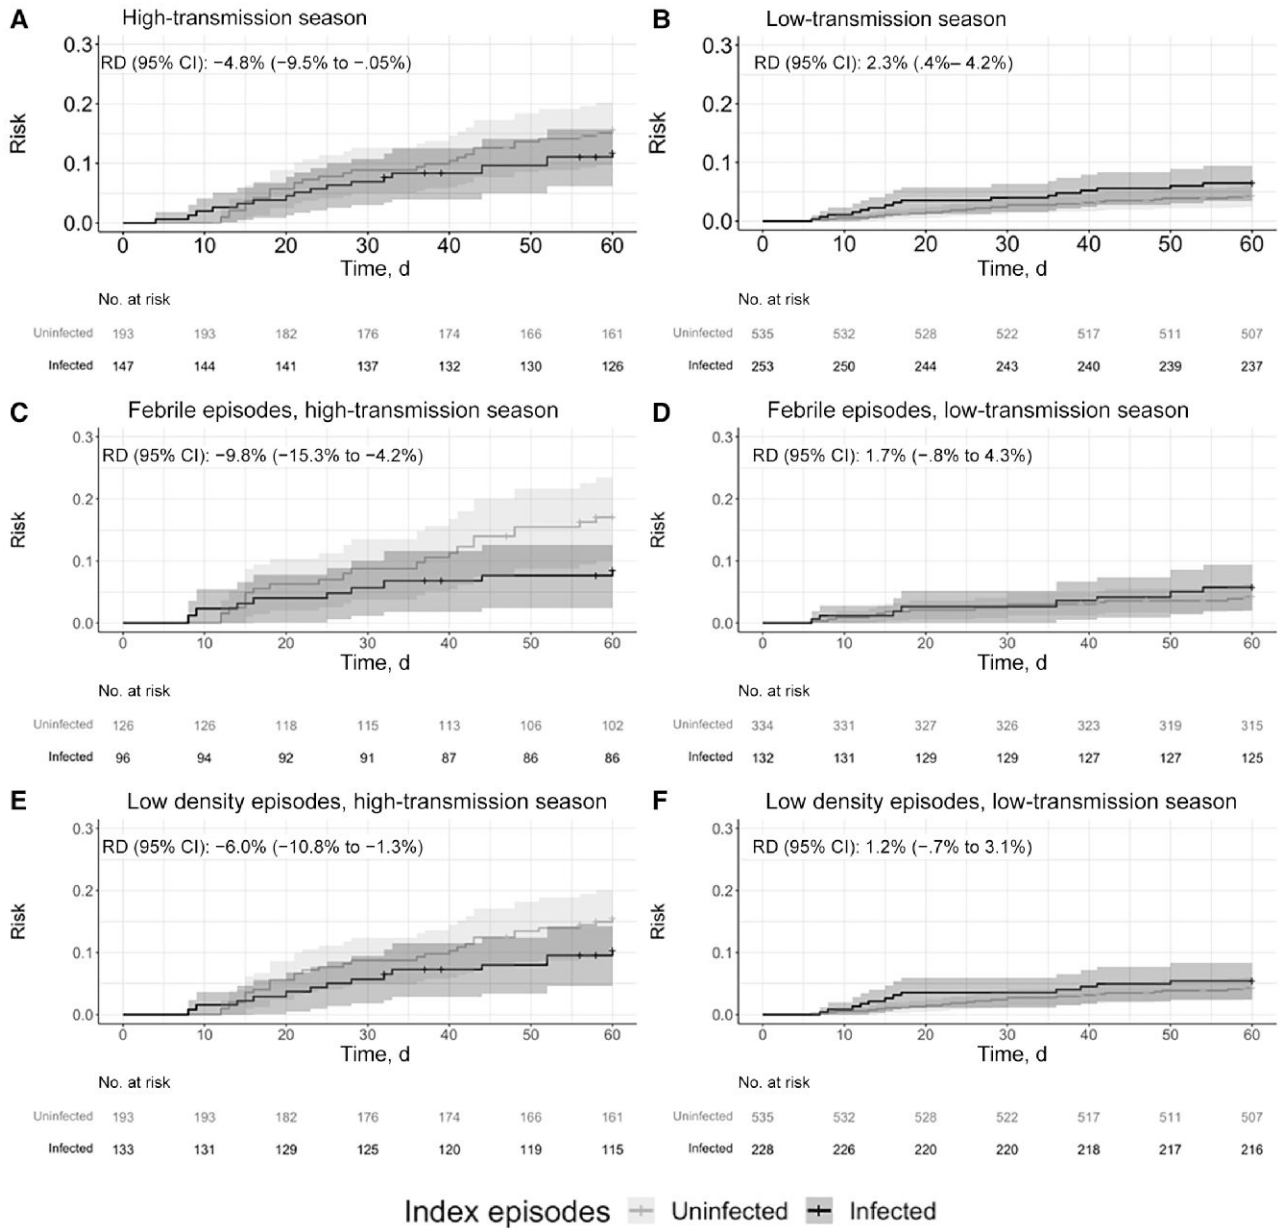 A High-transmission season
RD (95% CI): −4.8% (−9.5% to −.05%)
Risk
0.3
0.2
0.1
0.0
0 10 20 30 40 50 60
Time, d
No. at risk
Uninfected 193 193 182 176 174 166 161
Infected 147 144 141 137 132 130 126
B Low-transmission season
RD (95% CI): 2.3% (.4%– 4.2%)
Risk
0.3
0.2
0.1
0.0
0 10 20 30 40 50 60
Time, d
No. at risk
Uninfected 535 532 528 522 517 511 507
Infected 253 250 244 243 240 239 237
C Febrile episodes, high-transmission season
RD (95% CI): −9.8% (−15.3% to −4.2%)
Risk
0.3
0.2
0.1
0.0
0 10 20 30 40 50 60
Time, d
No. at risk
Uninfected 126 126 118 115 113 106 102
Infected 96 94 92 91 87 86 86
D Febrile episodes, low-transmission season
RD (95% CI): 1.7% (−.8% to 4.3%)
Risk
0.3
0.2
0.1
0.0
0 10 20 30 40 50 60
Time, d
No. at risk
Uninfected 334 331 327 326 323 319 315
Infected 132 131 129 129 127 127 125
E Low density episodes, high-transmission season
RD (95% CI): −6.0% (−10.8% to −1.3%)
Risk
0.3
0.2
0.1
0.0
0 10 20 30 40 50 60
Time, d
No. at risk
Uninfected 193 193 182 176 174 166 161
Infected 133 131 129 125 120 119 115
F Low density episodes, low-transmission season
RD (95% CI): 1.2% (−.7% to 3.1%)
Risk
0.3
0.2
0.1
0.0
0 10 20 30 40 50 60
Time, d
No. at risk
Uninfected 535 532 528 522 517 511 507
Infected 228 226 220 220 218 217 216
Index episodes Uninfected Infected